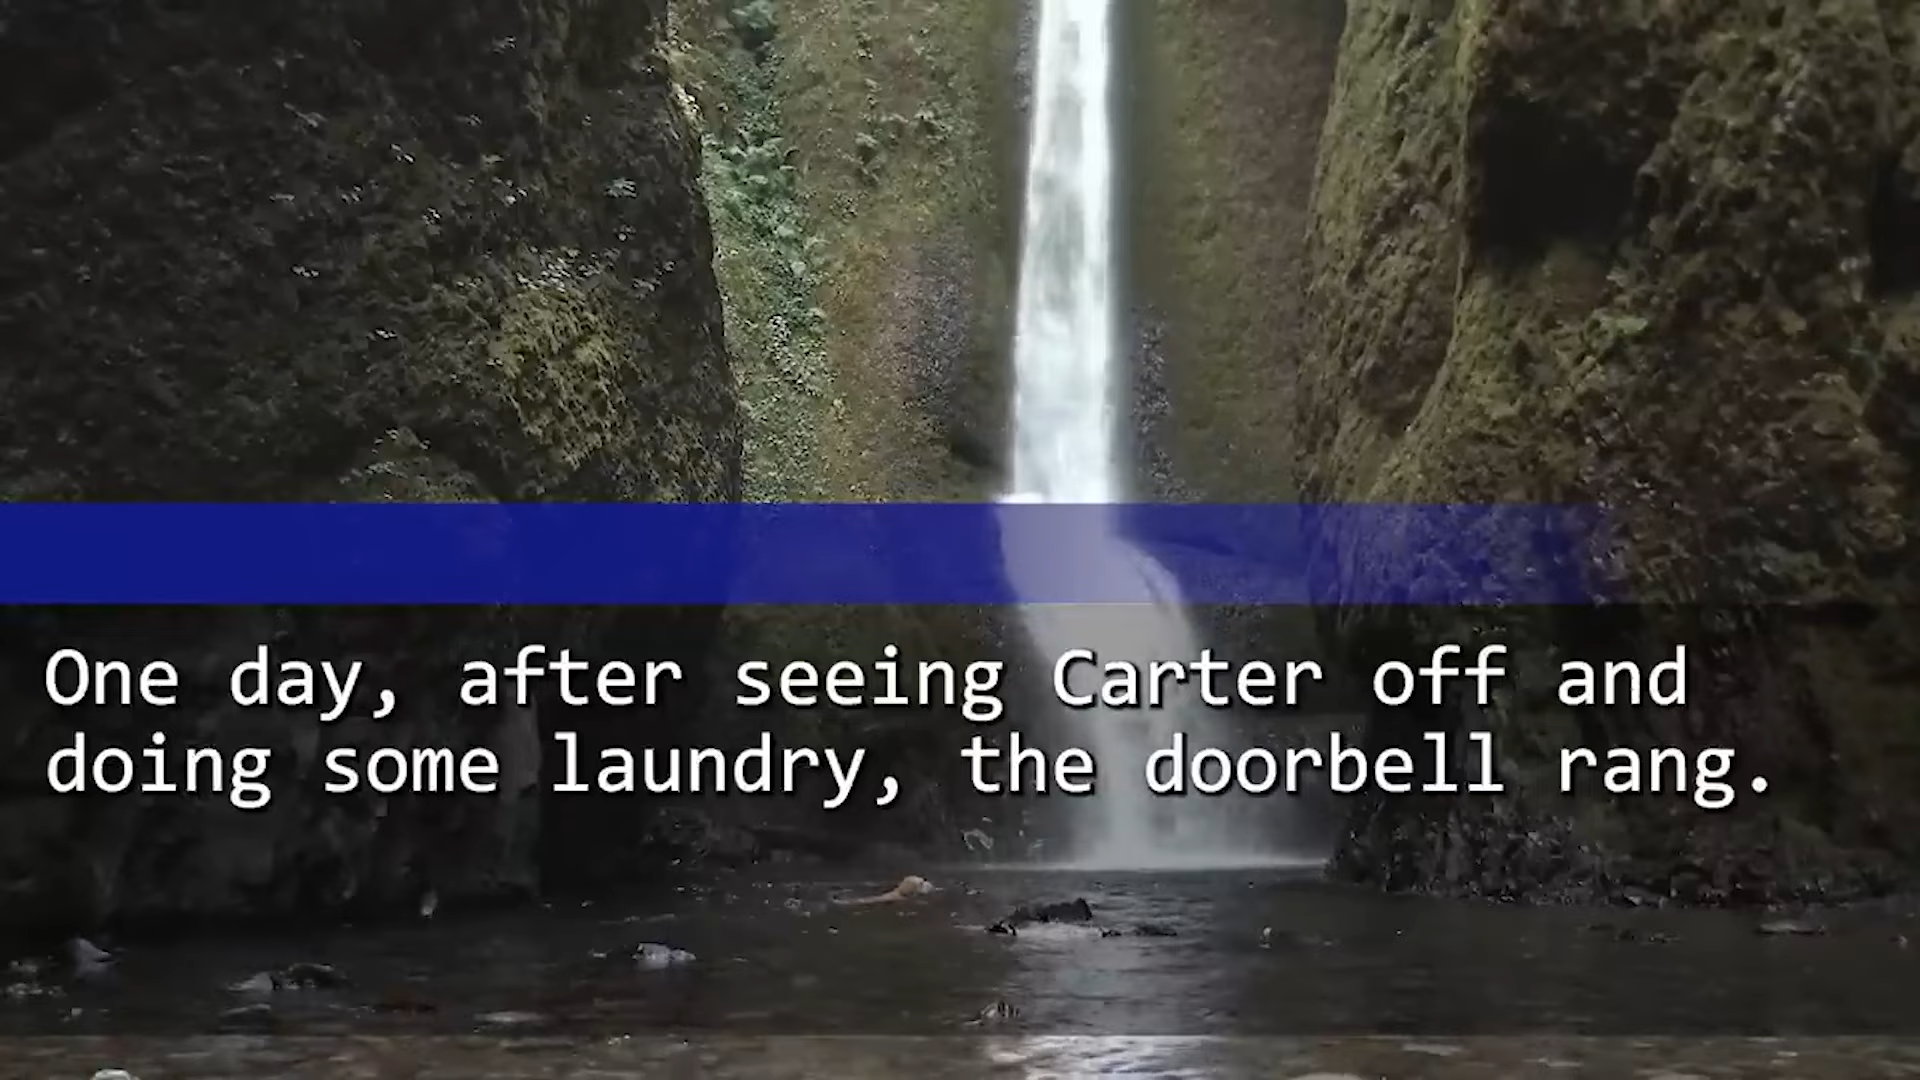 One day, after seeing Carter off and
doing some laundry, the doorbell rang.